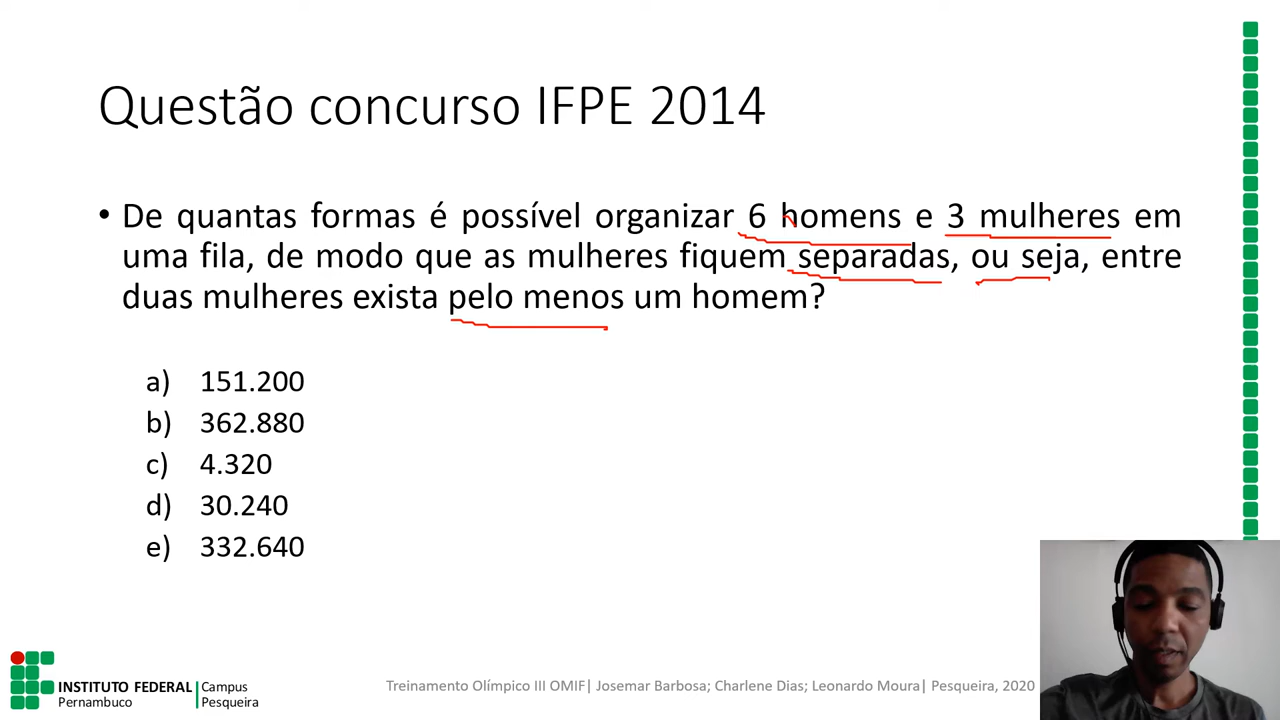 Questão concurso IFPE 2014
• De quantas formas é possível organizar 6 homens e 3 mulheres em
uma fila, de modo que as mulheres fiquem separadas, ou seja, entre
duas mulheres exista pelo menos um homem?
a) 151.200
b) 362.880
c) 4.320
d) 30.240
e) 332.640
INSTITUTO FEDERAL
Pernambuco
Campus
Pesqueira
Treinamento Olímpico III OMIF| Josemar Barbosa; Charlene Dias; Leonardo Moura| Pesqueira, 2020